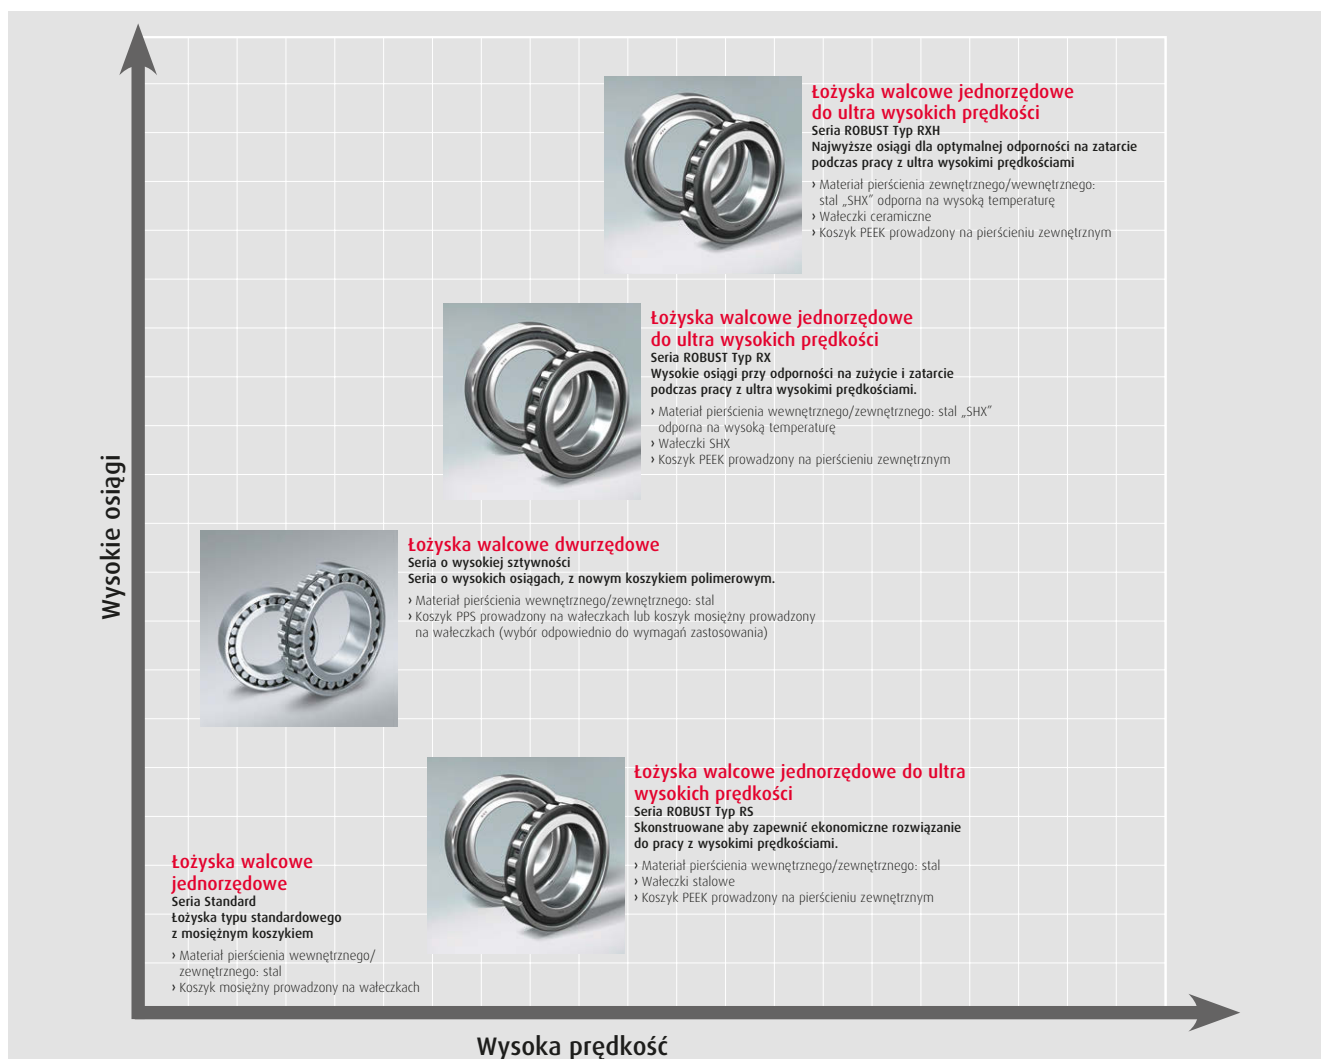 Łożyska walcowe jednorzędowe
do ultra wysokich prędkości
Seria ROBUST Typ RXH
Najwyższe osiągi dla optymalnej odporności na zatarcie
podczas pracy z ultra wysokimi prędkościami
› Materiał pierścienia zewnętrznego/wewnętrznego:
stal „SHX” odporna na wysoką temperaturę
› Wałeczki ceramiczne
› Koszyk PEEK prowadzony na pierścieniu zewnętrznym
Łożyska walcowe jednorzędowe
do ultra wysokich prędkości
Seria ROBUST Typ RX
Wysokie osiągi przy odporności na zużycie i zatarcie
podczas pracy z ultra wysokimi prędkościami.
› Materiał pierścienia wewnętrznego/zewnętrznego: stal „SHX”
odporna na wysoką temperaturę
› Wałeczki SHX
› Koszyk PEEK prowadzony na pierścieniu zewnętrznym
Wysokie osiągi
Łożyska walcowe dwurzędowe
Seria o wysokiej sztywności
Seria o wysokich osiągach, z nowym koszykiem polimerowym.
› Materiał pierścienia wewnętrznego/zewnętrznego: stal
› Koszyk PPS prowadzony na wałeczkach lub koszyk mosiężny prowadzony
na wałeczkach (wybór odpowiednio do wymagań zastosowania)
Łożyska walcowe jednorzędowe do ultra
wysokich prędkości
Seria ROBUST Typ RS
Skonstruowane aby zapewnić ekonomiczne rozwiązanie
do pracy z wysokimi prędkościami.
› Materiał pierścienia wewnętrznego/zewnętrznego: stal
› Wałeczki stalowe
› Koszyk PEEK prowadzony na pierścieniu zewnętrznym
Łożyska walcowe
jednorzędowe
Seria Standard
Łożyska typu standardowego
z mosiężnym koszykiem
› Materiał pierścienia wewnętrznego/
zewnętrznego: stal
› Koszyk mosiężny prowadzony na wałeczkach
Wysoka prędkość